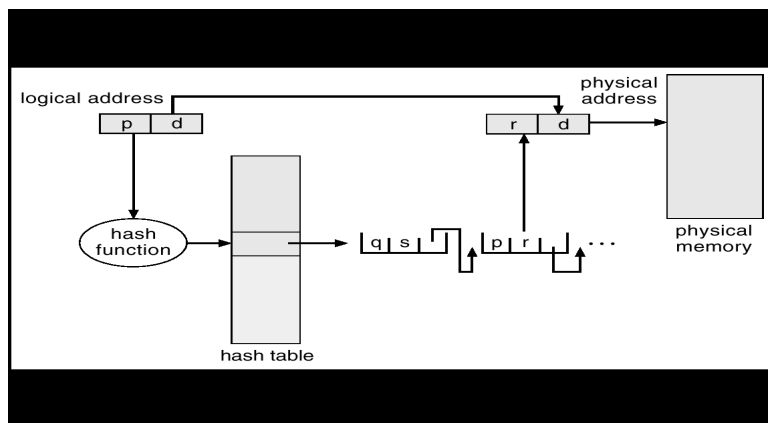 logical address
p d
physical
address
r d
hash
function
q s
p r
...
physical
memory
hash table